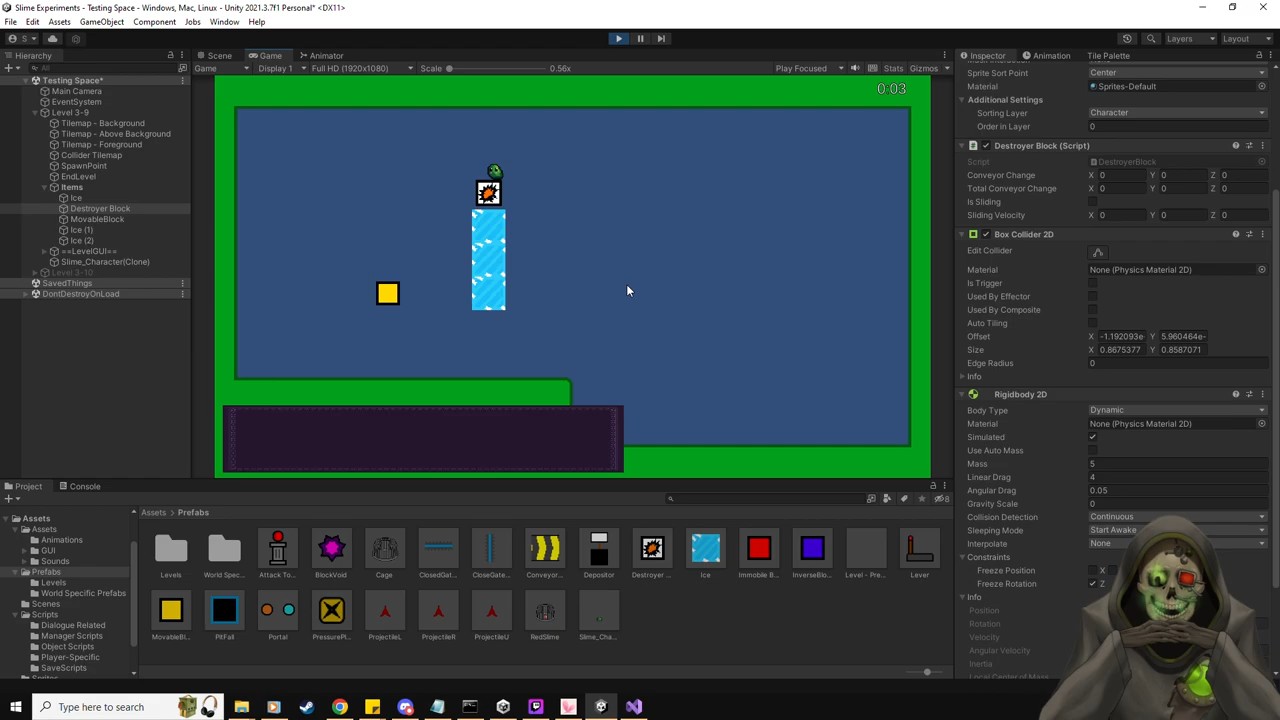 Slime Experiments - Testing Space - Windows, Mac, Linux - Unity 2021.3.7f1 Personal* <DX11>
File Edit Assets GameObject Component Jobs Window Help
S
Layers Layout
Hierarchy
Scene Game Animator
Inspector Animation Tile Palette
All
Game Display 1 Full HD (1920x1080) Scale 0.56x Play Focused Stats Gizmos
Testing Space*
Main Camera
EventSystem
Level 3-9
Tilemap - Background
Tilemap - Above Background
Tilemap - Foreground
Collider Tilemap
SpawnPoint
EndLevel
Items
Ice
Destroyer Block
MovableBlock
Ice (1)
Ice (2)
==LevelGUI==
Slime_Character(Clone)
Level 3-10
SavedThings
DontDestroyOnLoad
0:03
Sprite Sort Point Center
Material Sprites-Default
Additional Settings
Sorting Layer Character
Order in Layer 0
Destroyer Block (Script)
Script DestroyerBlock
Conveyor Change X 0 Y 0 Z 0
Total Conveyor Change X 0 Y 0 Z 0
Is Sliding
Sliding Velocity X 0 Y 0 Z 0
Box Collider 2D
Edit Collider
Material None (Physics Material 2D)
Is Trigger
Used By Effector
Used By Composite
Auto Tiling
Offset X -1.192093e- Y 5.960464e-
Size X 0.8675377 Y 0.8587071
Edge Radius 0
Info
Rigidbody 2D
Body Type Dynamic
Material None (Physics Material 2D)
Simulated
Use Auto Mass
Mass 5
Linear Drag 4
Angular Drag 0.05
Gravity Scale 0
Collision Detection Continuous
Sleeping Mode Start Awake
Interpolate None
Constraints
Freeze Position X
Freeze Rotation Z
Info
Position
Rotation
Velocity
Angular Velocity
Inertia
Local Center of Mass
Project Console
8
Assets
Assets
Animations
GUI
Sounds
Prefabs
Levels
World Specific Prefabs
Scenes
Scripts
Dialogue Related
Manager Scripts
Object Scripts
Player-Specific
SaveScripts
Assets > Prefabs
Levels World Spec... Attack To... BlockVoid Cage ClosedGat... CloseGate... Conveyor... Depositor Destroyer ... Ice Immobile B... InverseBlo... Level - Pre... Lever
MovableBl... PitFall Portal PressurePl... ProjectileL ProjectileR ProjectileU RedSlime Slime_Cha...
Type here to search